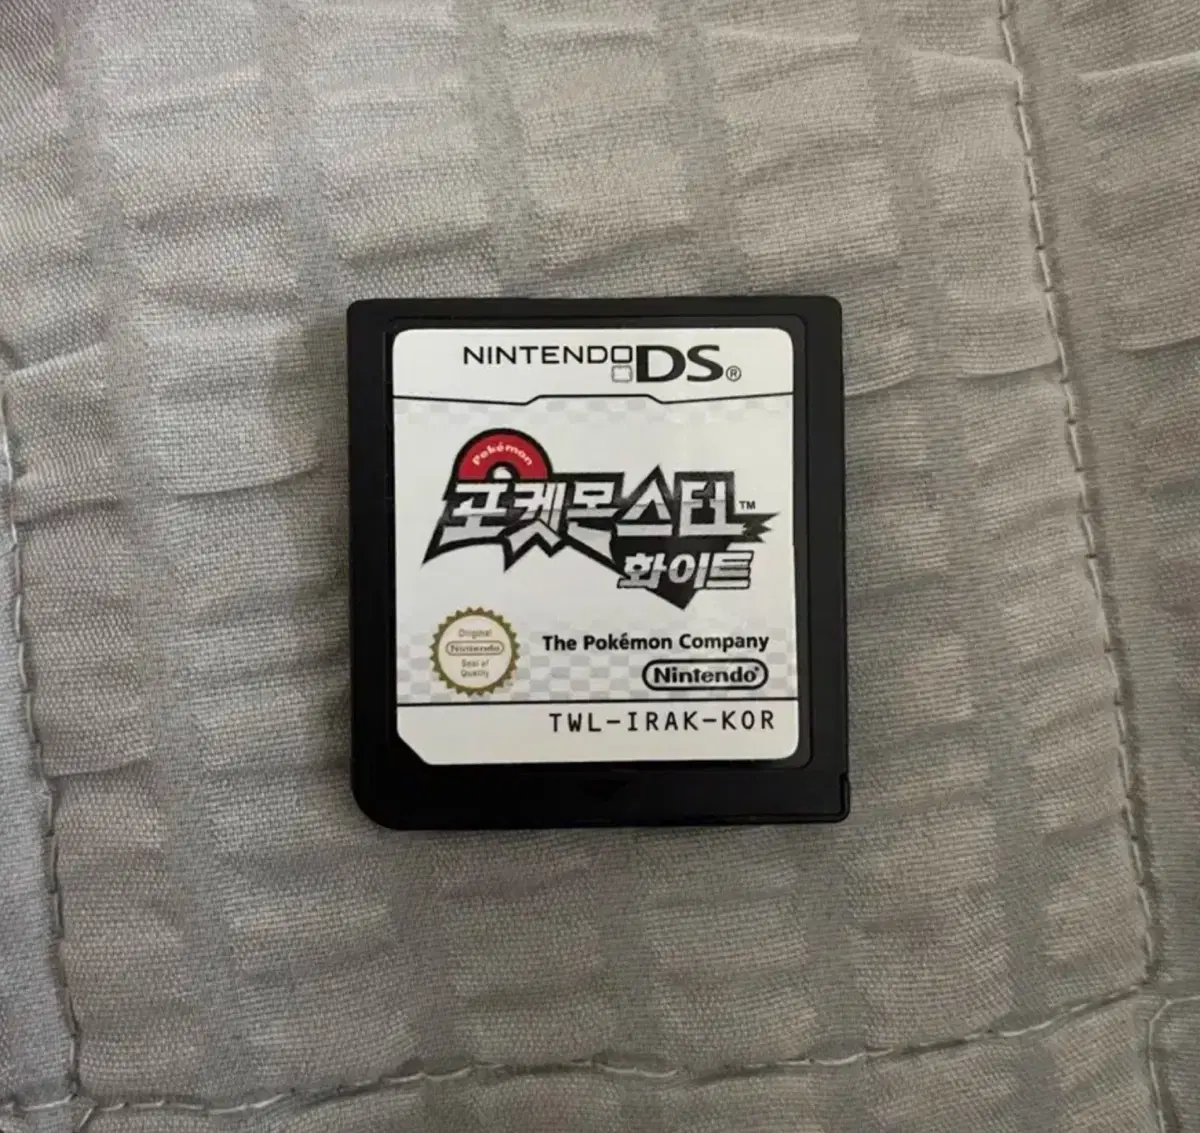 NINTENDO DS®
Pokémon
포켓몬스터™
화이트
Original
Nintendo
Seal of
Quality
The Pokémon Company
Nintendo®
TWL-IRAK-KOR